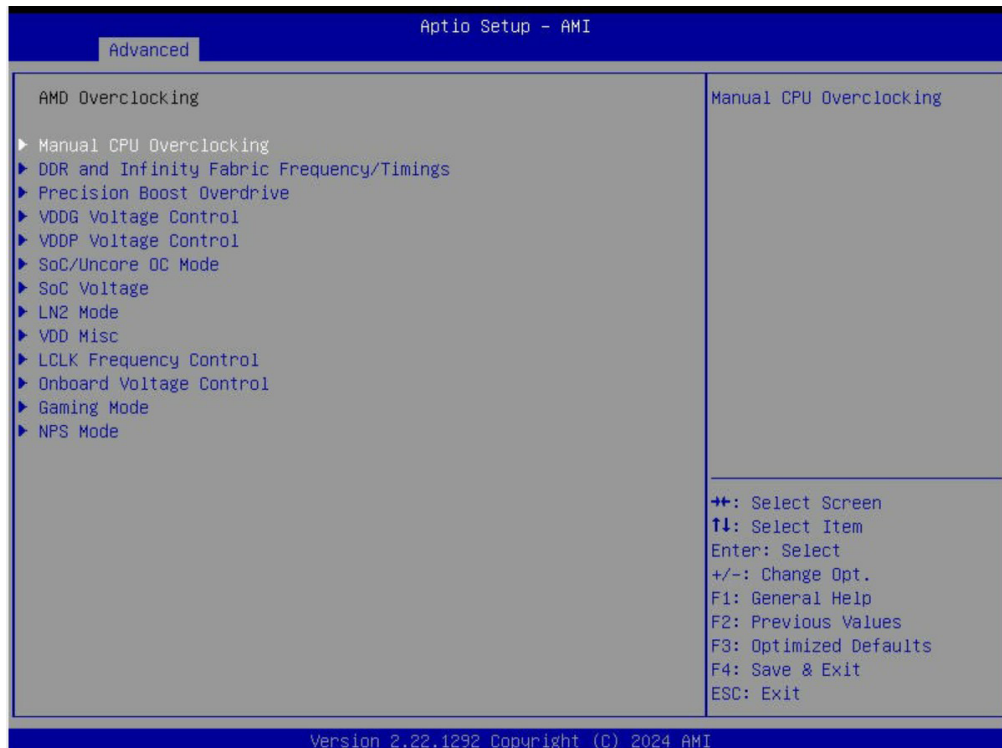 Aptio Setup – AMI
Advanced
AMD Overclocking
Manual CPU Overclocking
DDR and Infinity Fabric Frequency/Timings
Precision Boost Overdrive
VDDG Voltage Control
VDDP Voltage Control
SoC/Uncore OC Mode
SoC Voltage
LN2 Mode
VDD Misc
LCLK Frequency Control
Onboard Voltage Control
Gaming Mode
NPS Mode
Manual CPU Overclocking
→←: Select Screen
↑↓: Select Item
Enter: Select
+/-: Change Opt.
F1: General Help
F2: Previous Values
F3: Optimized Defaults
F4: Save & Exit
ESC: Exit
Version 2.22.1292 Copyright (C) 2024 AMI